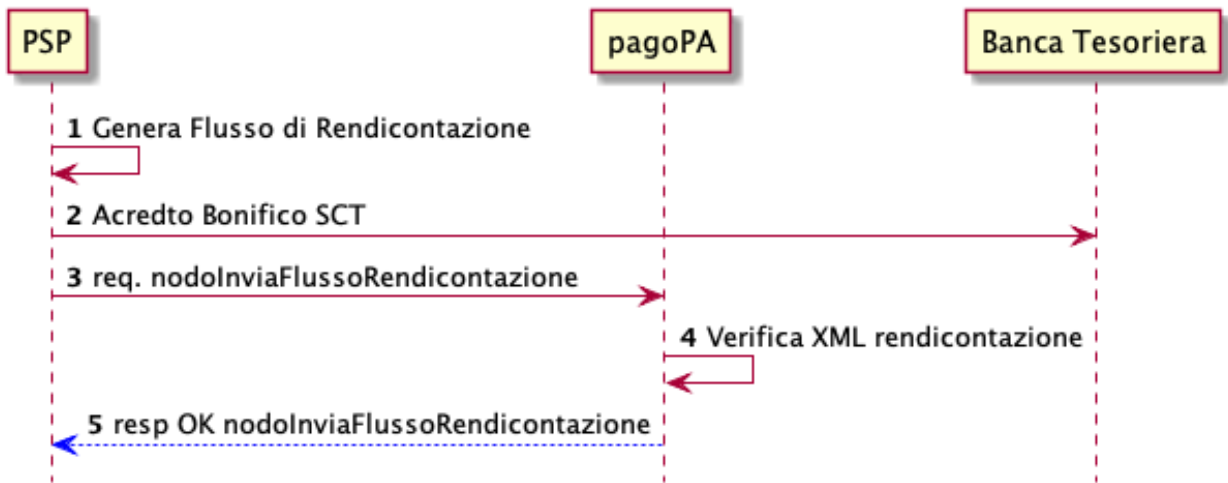 PSP
pagoPA
Banca Tesoriera
1 Genera Flusso di Rendicontazione
2 Acredto Bonifico SCT
3 req. nodoInviaFlussoRendicontazione
4 Verifica XML rendicontazione
5 resp OK nodoInviaFlussoRendicontazione